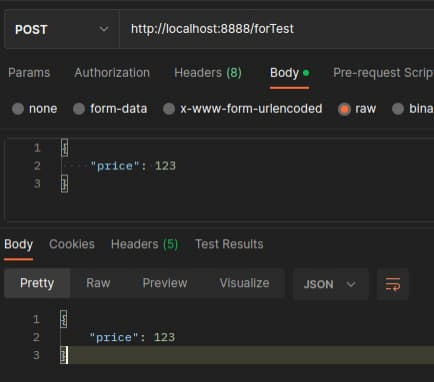 POST http://localhost:8888/forTest
Params Authorization Headers (8) Body Pre-request Scrip
none form-data x-www-form-urlencoded raw bina
1 {
2 "price": 123
3 }
Body Cookies Headers (5) Test Results
Pretty Raw Preview Visualize JSON
1 {
2 "price": 123
3 }